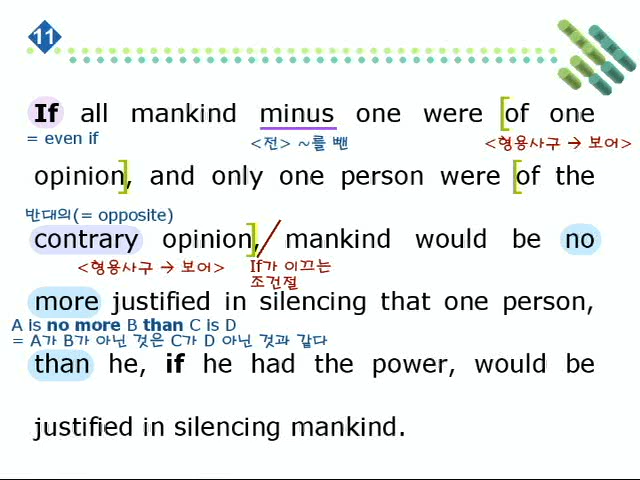 11
If all mankind minus one were [of one
= even if <전> ~를 뺀 <형용사구 → 보어>
opinion], and only one person were [of the
반대의(= opposite)
contrary opinion],/ mankind would be no
<형용사구 → 보어> If가 이끄는
조건절
more justified in silencing that one person,
A is no more B than C is D
= A가 B가 아닌 것은 C가 D 아닌 것과 같다
than he, if he had the power, would be
justified in silencing mankind.